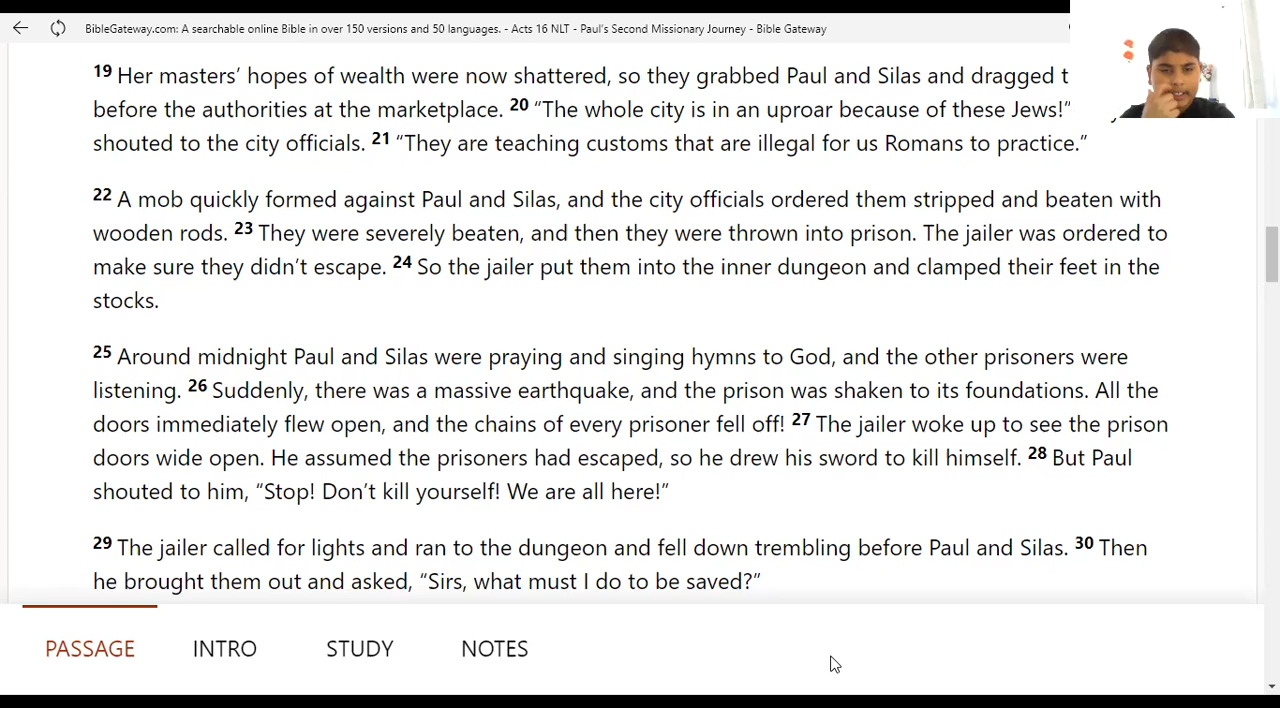 BibleGateway.com: A searchable online Bible in over 150 versions and 50 languages. - Acts 16 NLT - Paul's Second Missionary Journey - Bible Gateway
19 Her masters’ hopes of wealth were now shattered, so they grabbed Paul and Silas and dragged
before the authorities at the marketplace. 20 “The whole city is in an uproar because of these Jews!”
shouted to the city officials. 21 “They are teaching customs that are illegal for us Romans to practice.”
22 A mob quickly formed against Paul and Silas, and the city officials ordered them stripped and beaten with
wooden rods. 23 They were severely beaten, and then they were thrown into prison. The jailer was ordered to
make sure they didn’t escape. 24 So the jailer put them into the inner dungeon and clamped their feet in the
stocks.
25 Around midnight Paul and Silas were praying and singing hymns to God, and the other prisoners were
listening. 26 Suddenly, there was a massive earthquake, and the prison was shaken to its foundations. All the
doors immediately flew open, and the chains of every prisoner fell off! 27 The jailer woke up to see the prison
doors wide open. He assumed the prisoners had escaped, so he drew his sword to kill himself. 28 But Paul
shouted to him, “Stop! Don’t kill yourself! We are all here!”
29 The jailer called for lights and ran to the dungeon and fell down trembling before Paul and Silas. 30 Then
he brought them out and asked, “Sirs, what must I do to be saved?”
PASSAGE INTRO STUDY NOTES